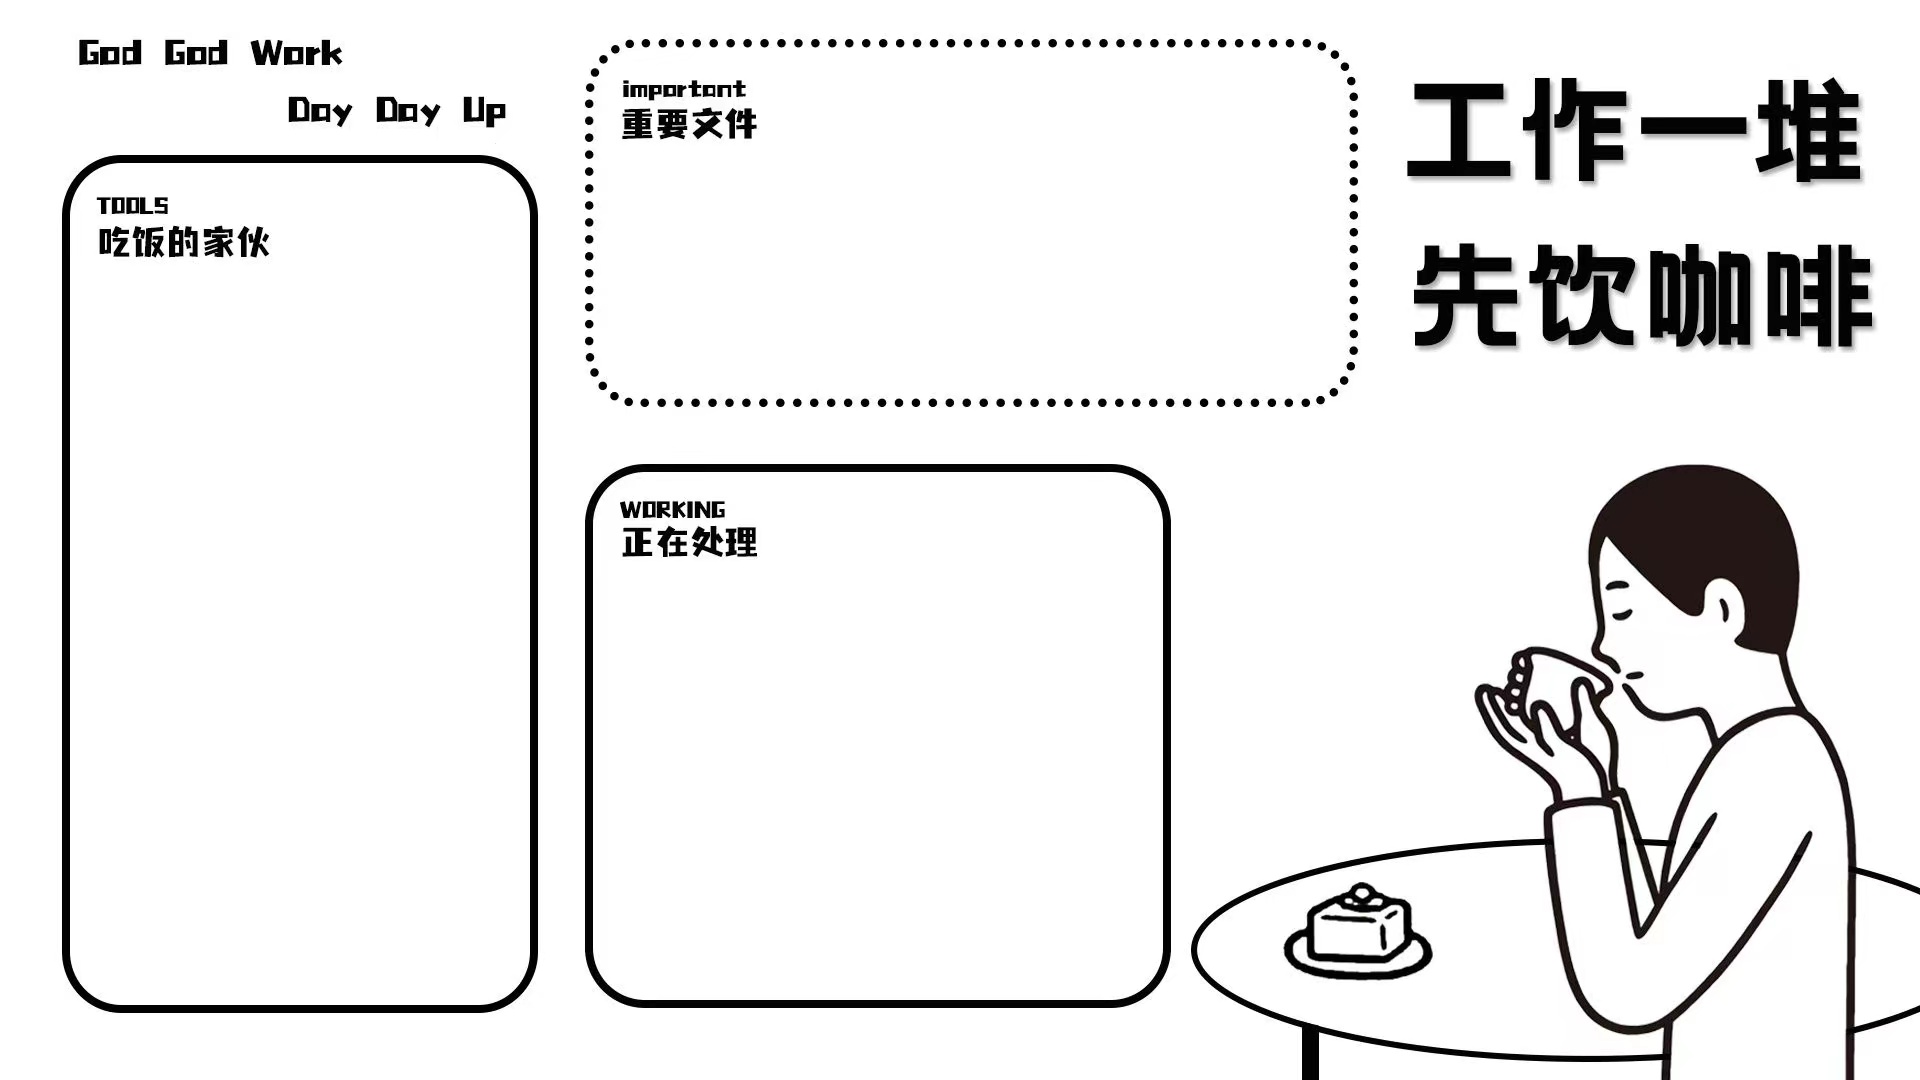 God God Work
Day Day Up
TOOLS
吃饭的家伙
important
重要文件
WORKING
正在处理
工作一堆
先饮咖啡